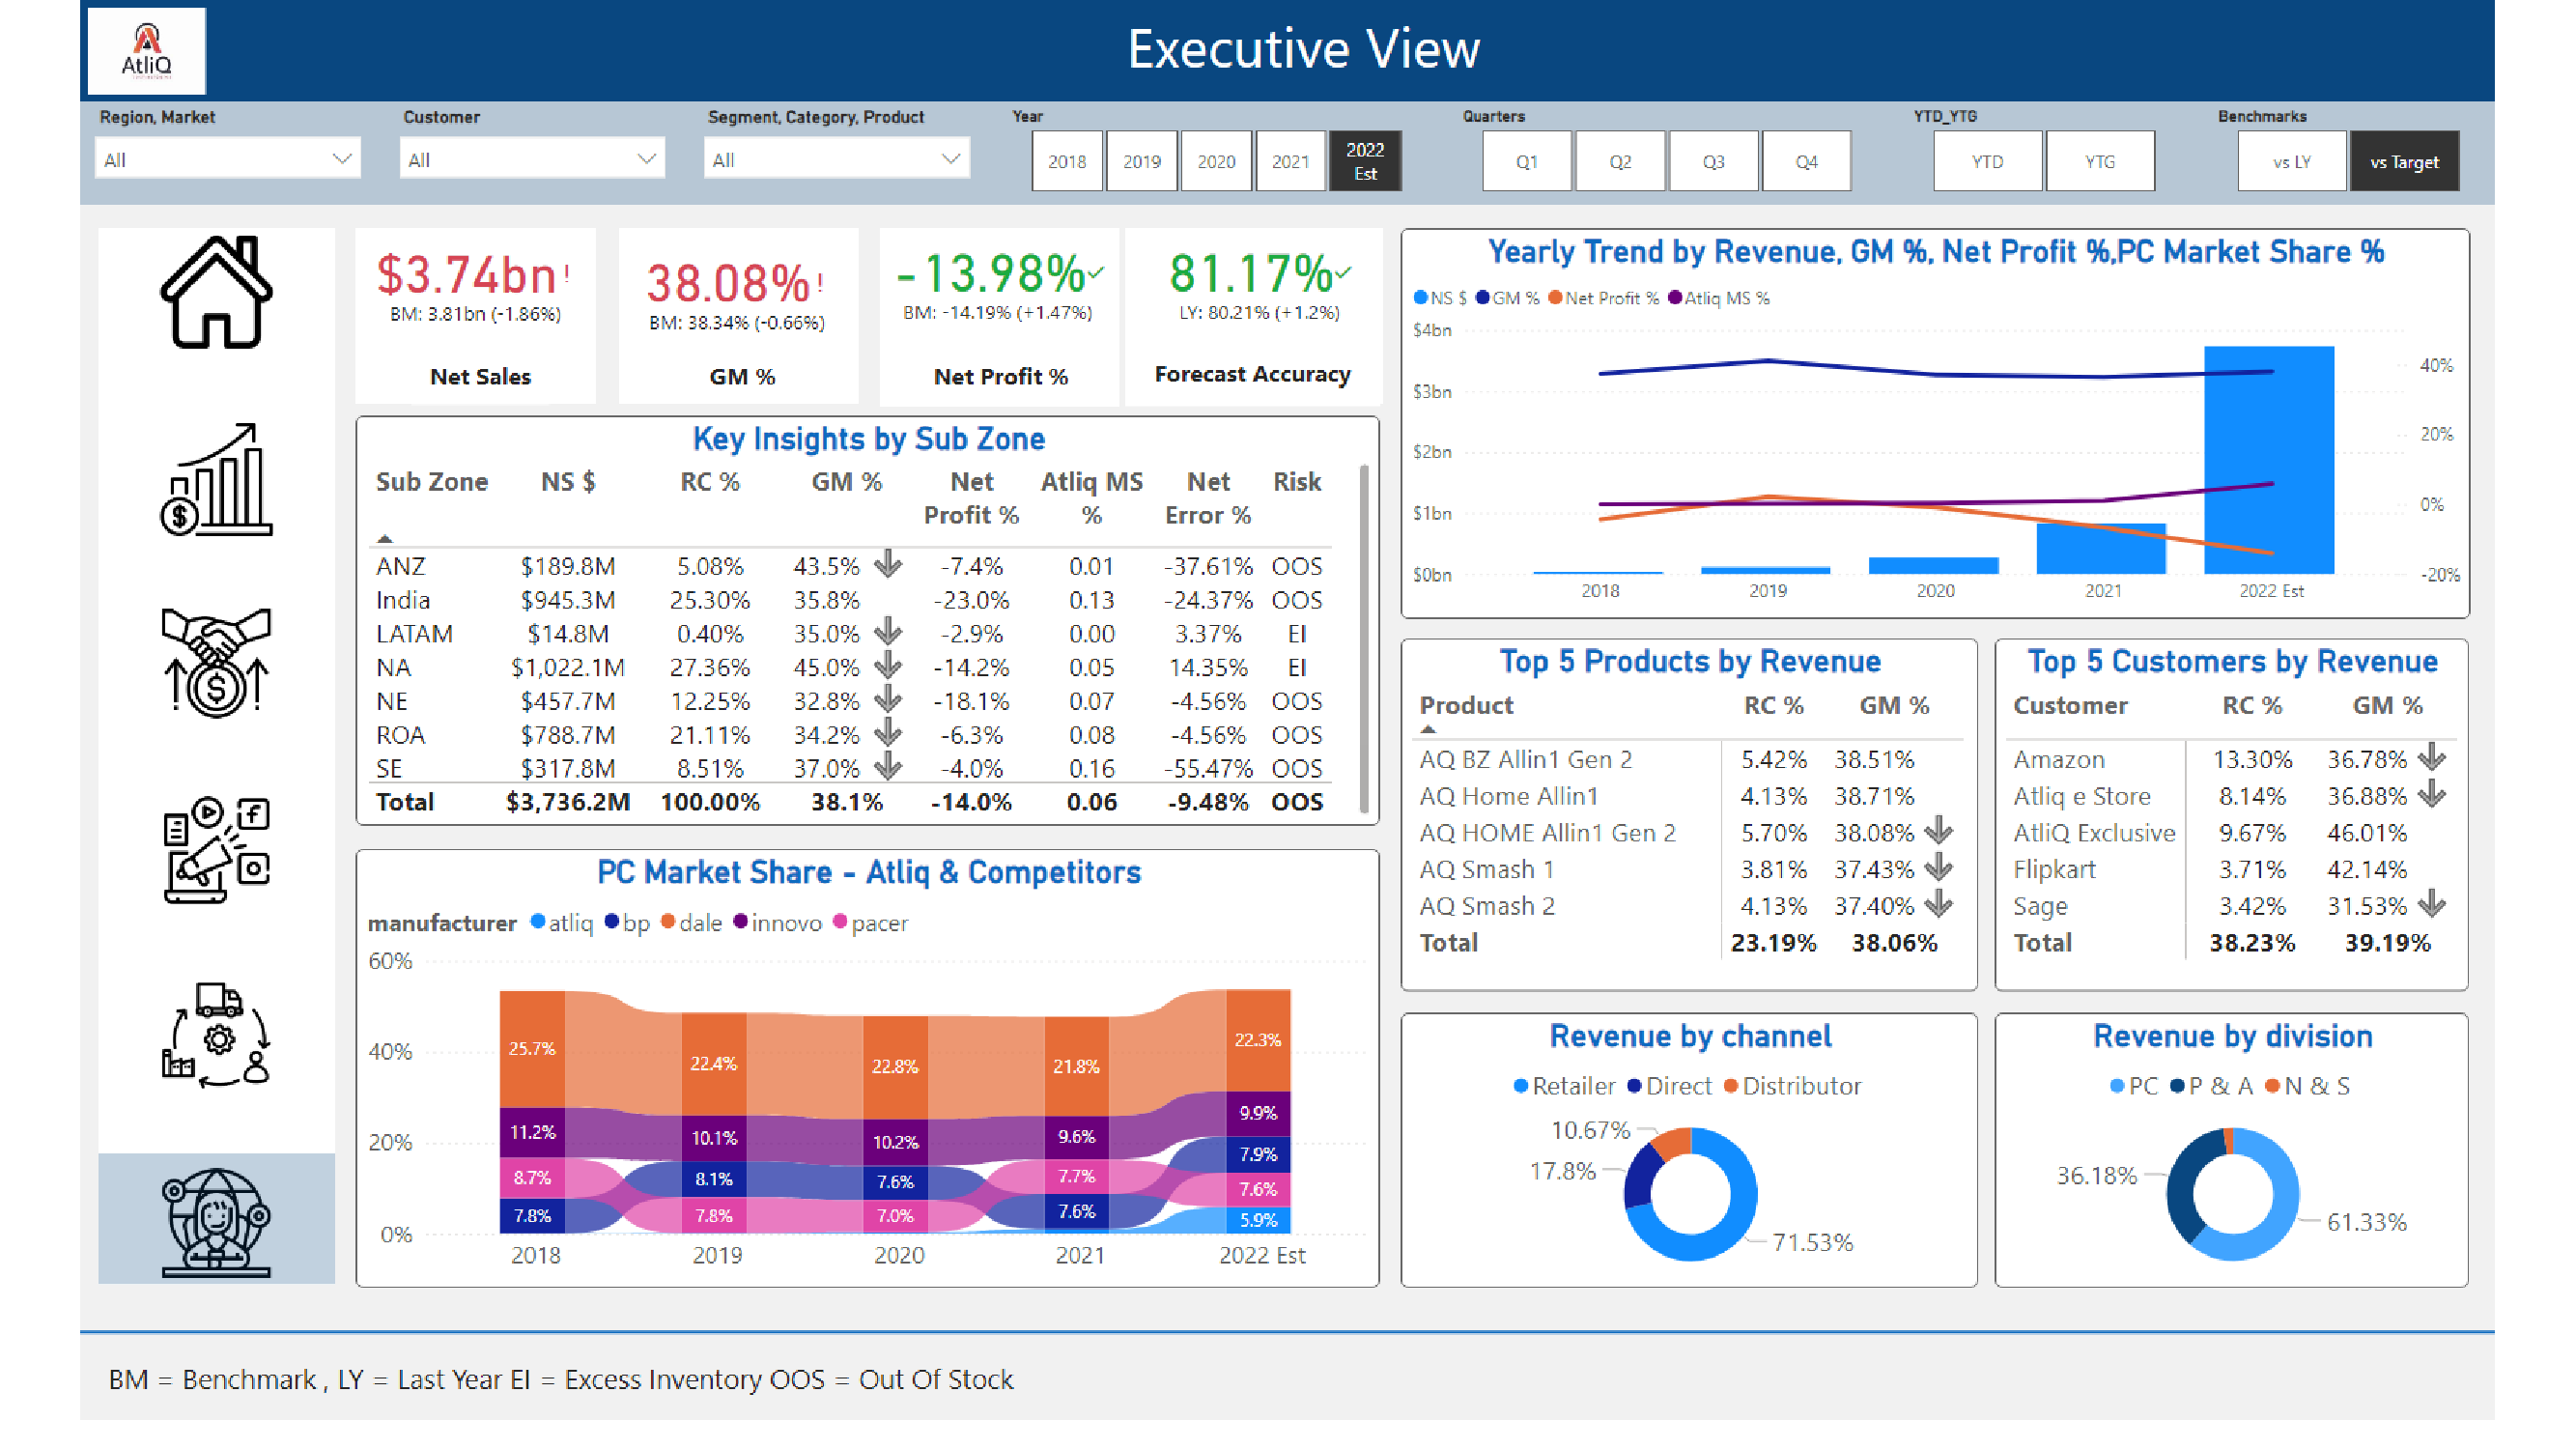 AtliQ
Executive View
Region, Market
Customer
Segment, Category, Product
Year
Quarters
YTD_YTG
Benchmarks
All
All
All
2018
2019
2020
2021
2022 Est
Q1
Q2
Q3
Q4
YTD
YTG
vs LY
vs Target
$3.74bn!
BM: 3.81bn (-1.86%)
Net Sales
38.08%!
BM: 38.34% (-0.66%)
GM %
-13.98%
BM: -14.19% (+1.47%)
Net Profit %
81.17%
LY: 80.21% (+1.2%)
Forecast Accuracy
Key Insights by Sub Zone
Sub Zone NS $ RC % GM % Net Profit % Atliq MS % Net Error % Risk
ANZ $189.8M 5.08% 43.5% -7.4% 0.01 -37.61% OOS
India $945.3M 25.30% 35.8% -23.0% 0.13 -24.37% OOS
LATAM $14.8M 0.40% 35.0% -2.9% 0.00 3.37% EI
NA $1,022.1M 27.36% 45.0% -14.2% 0.05 14.35% EI
NE $457.7M 12.25% 32.8% -18.1% 0.07 -4.56% OOS
ROA $788.7M 21.11% 34.2% -6.3% 0.08 -4.56% OOS
SE $317.8M 8.51% 37.0% -4.0% 0.16 -55.47% OOS
Total $3,736.2M 100.00% 38.1% -14.0% 0.06 -9.48% OOS
PC Market Share - Atliq & Competitors
manufacturer atliq bp dale innovo pacer
60%
40%
20%
0%
25.7%
11.2%
8.7%
7.8%
22.4%
10.1%
8.1%
7.8%
22.8%
10.2%
7.6%
7.0%
21.8%
9.6%
7.7%
7.6%
22.3%
9.9%
7.9%
7.6%
5.9%
2018 2019 2020 2021 2022 Est
Yearly Trend by Revenue, GM %, Net Profit %,PC Market Share %
NS $ GM % Net Profit % Atliq MS %
$4bn
$3bn
$2bn
$1bn
$0bn
40%
20%
0%
-20%
2018 2019 2020 2021 2022 Est
Top 5 Products by Revenue
Product RC % GM %
AQ BZ Allin1 Gen 2 5.42% 38.51%
AQ Home Allin1 4.13% 38.71%
AQ HOME Allin1 Gen 2 5.70% 38.08%
AQ Smash 1 3.81% 37.43%
AQ Smash 2 4.13% 37.40%
Total 23.19% 38.06%
Top 5 Customers by Revenue
Customer RC % GM %
Amazon 13.30% 36.78%
Atliq e Store 8.14% 36.88%
AtliQ Exclusive 9.67% 46.01%
Flipkart 3.71% 42.14%
Sage 3.42% 31.53%
Total 38.23% 39.19%
Revenue by channel
Retailer Direct Distributor
10.67%
17.8%
71.53%
Revenue by division
PC P & A N & S
36.18%
61.33%
BM = Benchmark , LY = Last Year EI = Excess Inventory OOS = Out Of Stock